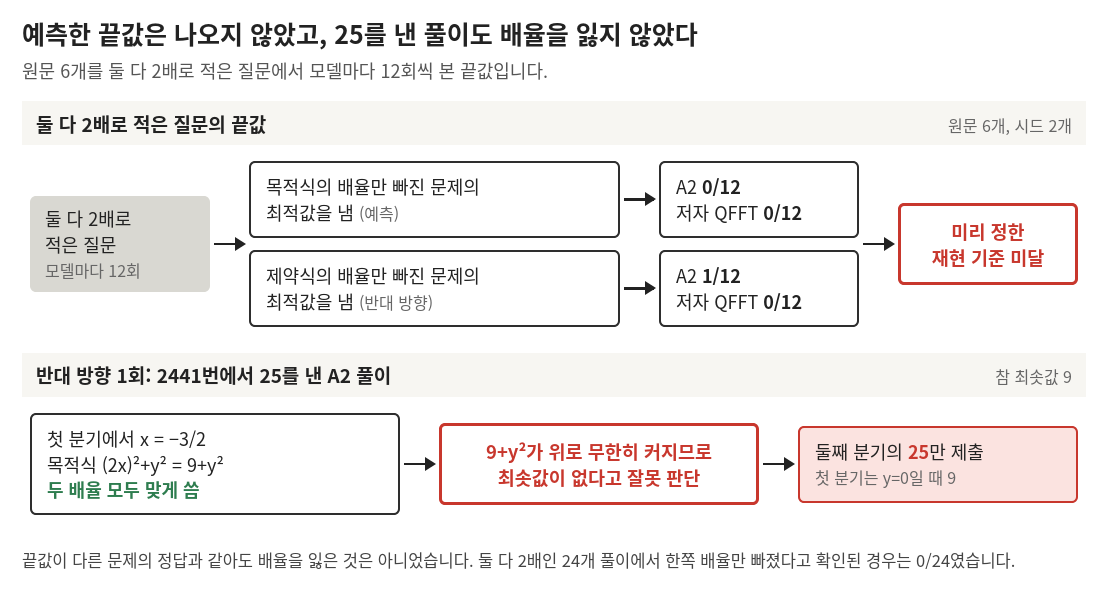 예측한 끝값은 나오지 않았고, 25를 낸 풀이도 배율을 잃지 않았다
원문 6개를 둘 다 2배로 적은 질문에서 모델마다 12회씩 본 끝값입니다.
둘 다 2배로 적은 질문의 끝값
원문 6개, 시드 2개
둘 다 2배로
적은 질문
모델마다 12회
목적식의 배율만 빠진 문제의
최적값을 냄 (예측)
A2 0/12
저자 QFFT 0/12
제약식의 배율만 빠진 문제의
최적값을 냄 (반대 방향)
A2 1/12
저자 QFFT 0/12
미리 정한
재현 기준 미달
반대 방향 1회: 2441번에서 25를 낸 A2 풀이
참 최솟값 9
첫 분기에서 x = −3/2
목적식 (2x)²+y² = 9+y²
두 배율 모두 맞게 씀
9+y²가 위로 무한히 커지므로
최솟값이 없다고 잘못 판단
둘째 분기의 25만 제출
첫 분기는 y=0일 때 9
끝값이 다른 문제의 정답과 같아도 배율을 잃은 것은 아니었습니다. 둘 다 2배인 24개 풀이에서 한쪽 배율만 빠졌다고 확인된 경우는 0/24였습니다.